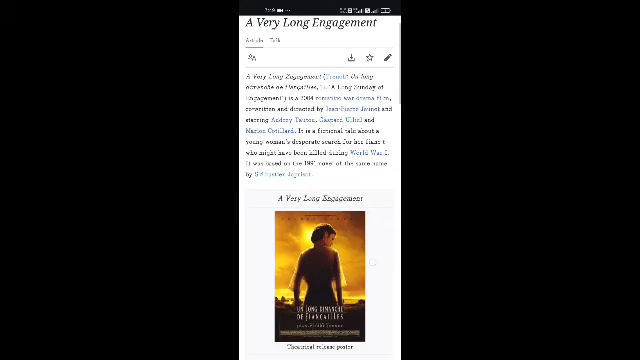 A Very Long Engagement
Article Talk
A Very Long Engagement (French: Un long
dimanche de fiançailles, "A Long Sunday of
Engagement") is a 2004 romantic war drama film,
co-written and directed by Jean-Pierre Jeunet and
starring Audrey Tautou, Gaspard Ulliel and
Marion Cotillard. It is a fictional tale about a
young woman's desperate search for her fiancé
who might have been killed during World War I.
It was based on the 1991 novel of the same name
by Sébastien Japrisot.
A Very Long Engagement
UN LONG DIMANCHE
DE FIANÇAILLES
JEAN-PIERRE JEUNET
Theatrical release poster